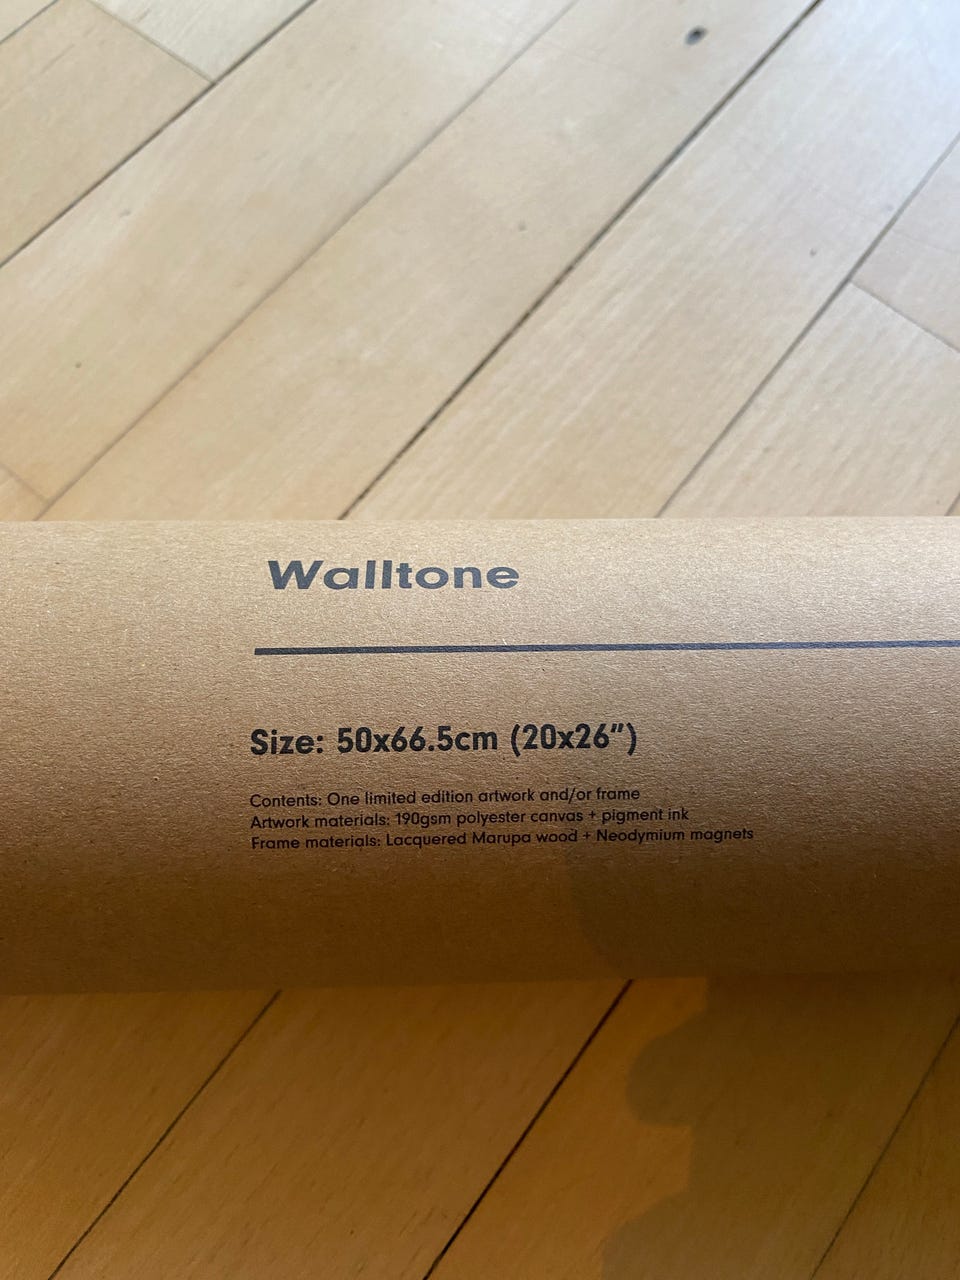 Walltone
Size: 50x66.5cm (20x26”)
Contents: One limited edition artwork and/or frame
Artwork materials: 190gsm polyester canvas + pigment ink
Frame materials: Lacquered Marupa wood + Neodymium magnets